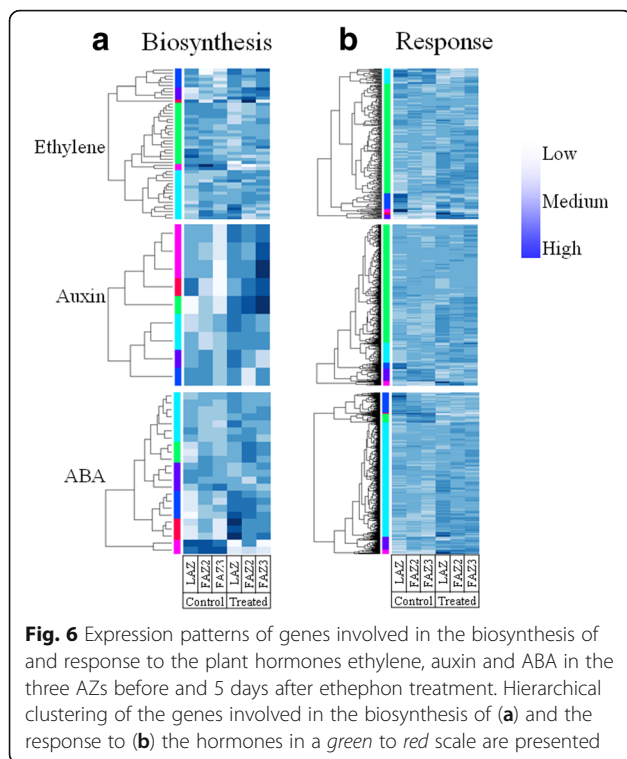 a Biosynthesis b Response
Ethylene
Auxin
ABA
Low
Medium
High
LAZ FAZ2 FAZ3 LAZ FAZ2 FAZ3
Control Treated
LAZ FAZ2 FAZ3 LAZ FAZ2 FAZ3
Control Treated
Fig. 6 Expression patterns of genes involved in the biosynthesis of
and response to the plant hormones ethylene, auxin and ABA in the
three AZs before and 5 days after ethephon treatment. Hierarchical
clustering of the genes involved in the biosynthesis of (a) and the
response to (b) the hormones in a green to red scale are presented